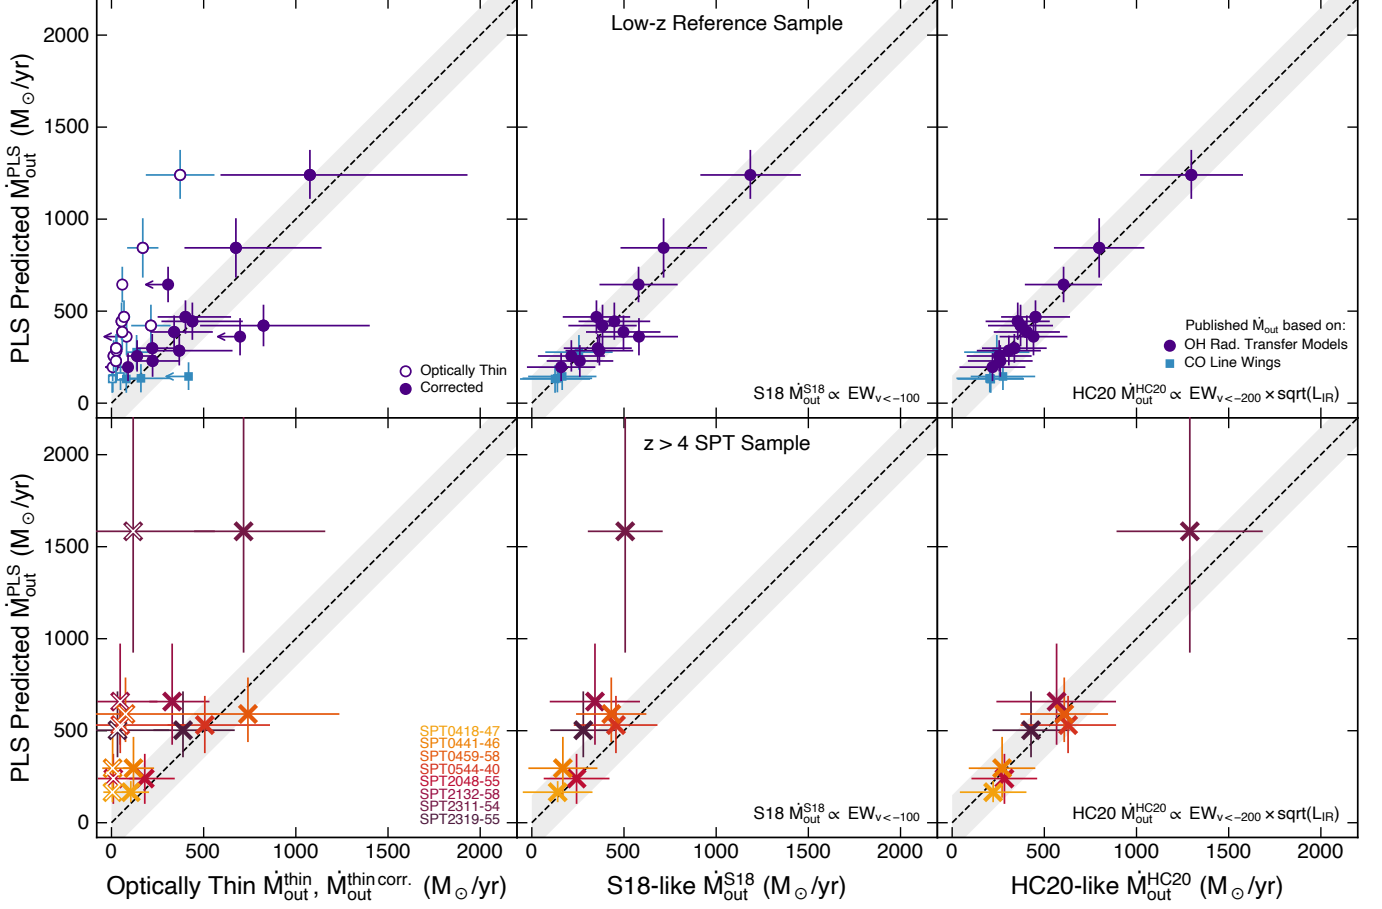 Low-z Reference Sample
PLS Predicted Ṁ_out^PLS (M⊙/yr)
2000
1500
1000
500
0
Optically Thin
Corrected
S18 Ṁ_out^S18 ∝ EW_v<−100
Published Ṁ_out based on:
OH Rad. Transfer Models
CO Line Wings
HC20 Ṁ_out^HC20 ∝ EW_v<−200 × sqrt(L_IR)
z > 4 SPT Sample
PLS Predicted Ṁ_out^PLS (M⊙/yr)
2000
1500
1000
500
0
SPT0418-47
SPT0441-46
SPT0459-58
SPT0544-40
SPT2048-55
SPT2132-58
SPT2311-54
SPT2319-55
S18 Ṁ_out^S18 ∝ EW_v<−100
HC20 Ṁ_out^HC20 ∝ EW_v<−200 × sqrt(L_IR)
0 500 1000 1500 2000 0 500 1000 1500 2000 0 500 1000 1500 2000
Optically Thin Ṁ_out^thin, Ṁ_out^thin corr. (M⊙/yr) S18-like Ṁ_out^S18 (M⊙/yr) HC20-like Ṁ_out^HC20 (M⊙/yr)